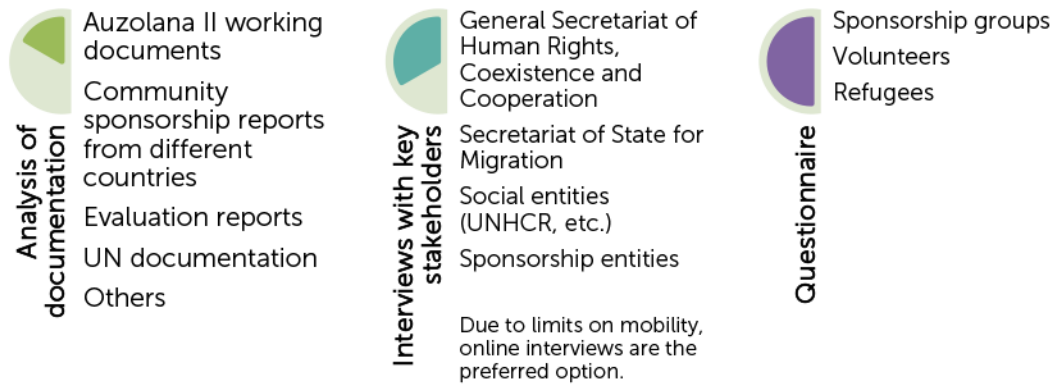 Analysis of
documentation
Auzolana II working
documents
Community
sponsorship reports
from different
countries
Evaluation reports
UN documentation
Others
Interviews with key
stakeholders
General Secretariat of
Human Rights,
Coexistence and
Cooperation
Secretariat of State for
Migration
Social entities
(UNHCR, etc.)
Sponsorship entities
Due to limits on mobility,
online interviews are the
preferred option.
Questionnaire
Sponsorship groups
Volunteers
Refugees